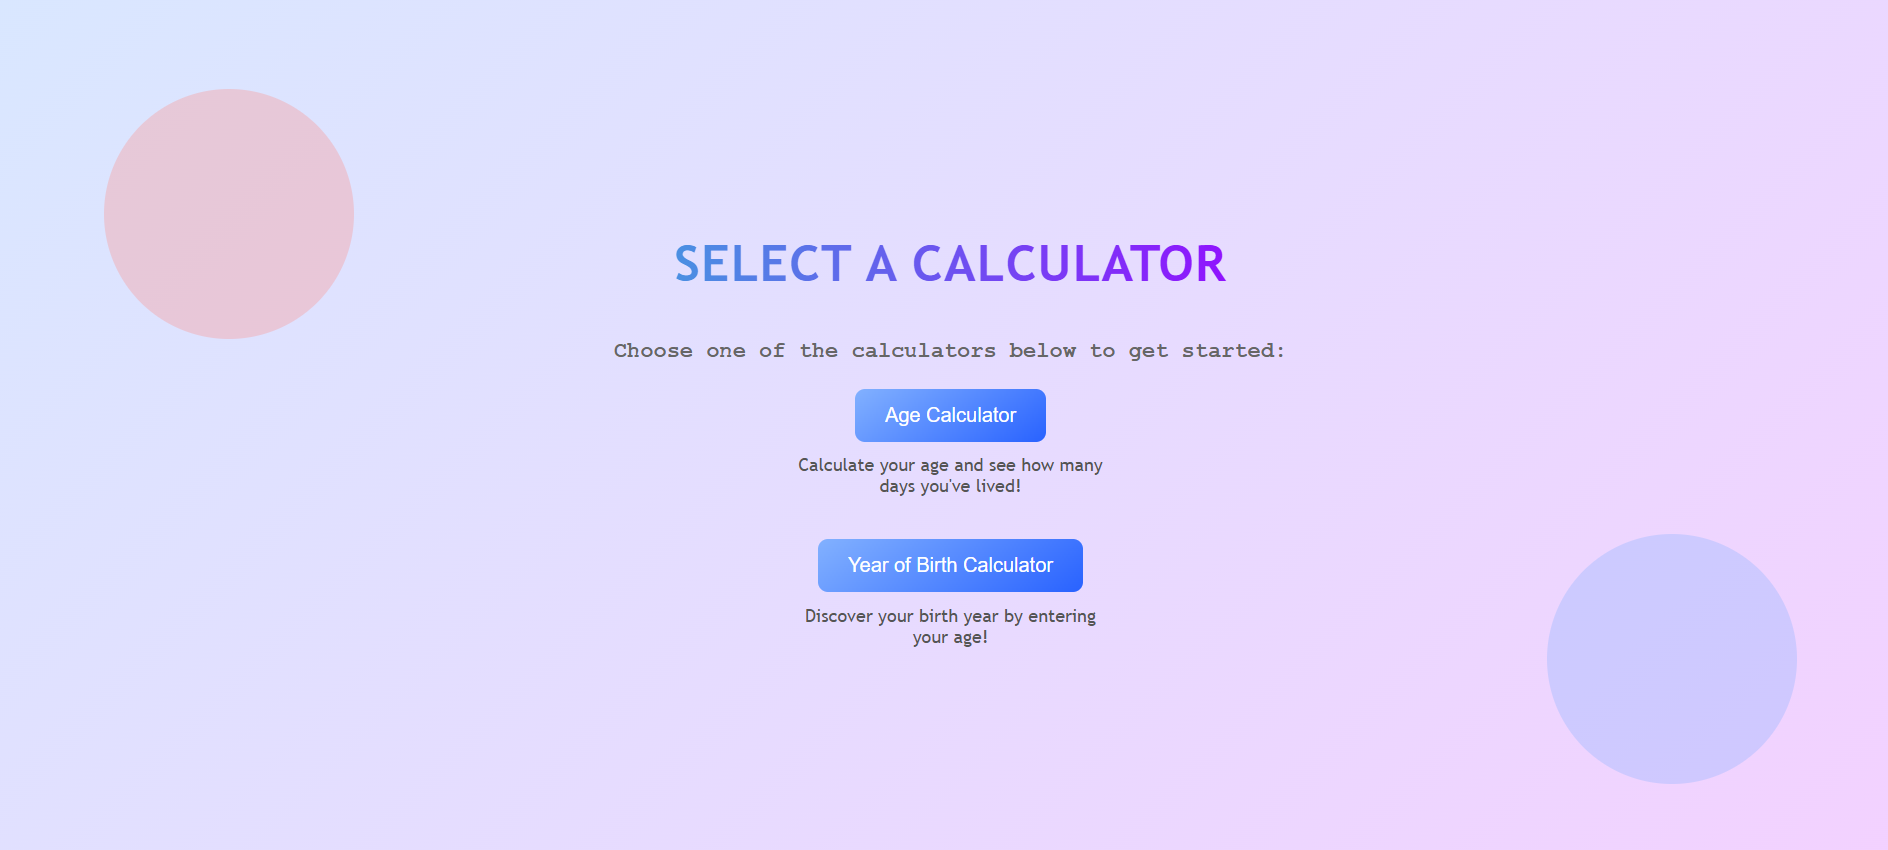 SELECT A CALCULATOR
Choose one of the calculators below to get started:
Age Calculator
Calculate your age and see how many
days you've lived!
Year of Birth Calculator
Discover your birth year by entering
your age!